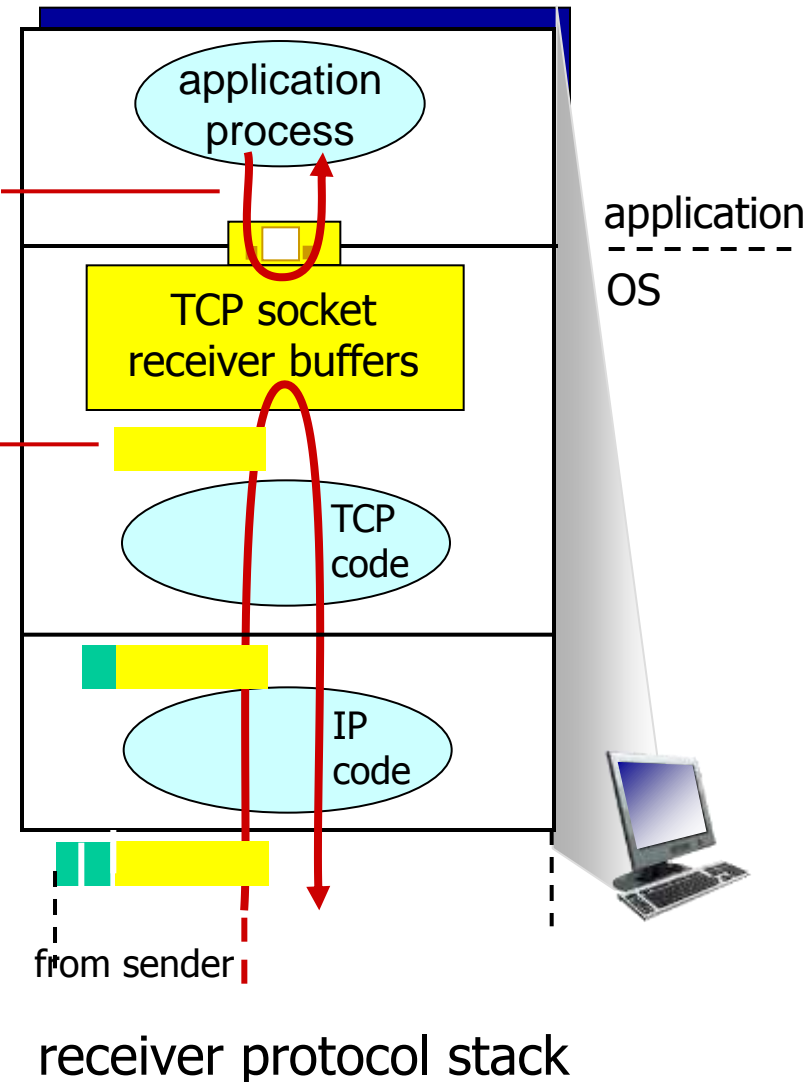 application
process
application
OS
TCP socket
receiver buffers
TCP
code
IP
code
from sender
receiver protocol stack